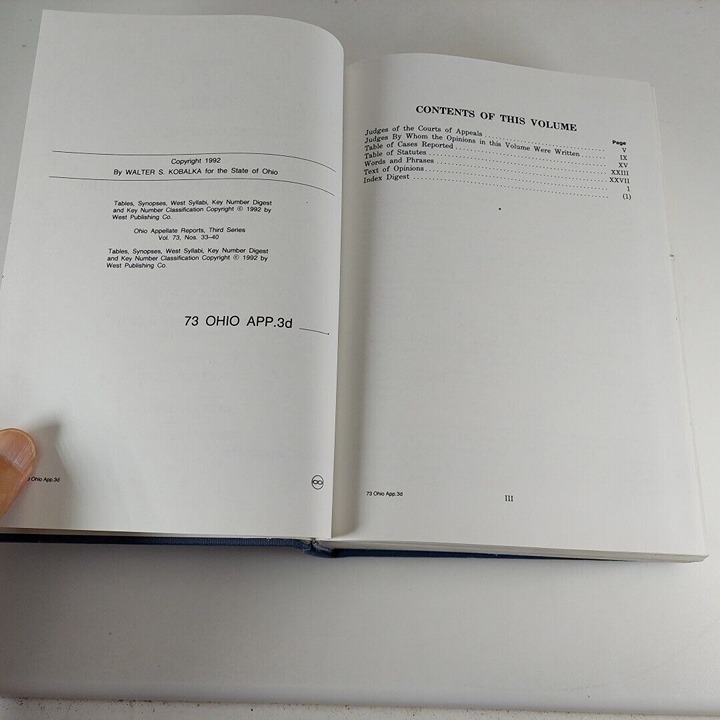 Copyright 1992
By WALTER S. KOBALKA for the State of Ohio
Tables, Synopses, West Syllabi, Key Number Digest
and Key Number Classification Copyright © 1992 by
West Publishing Co.
Ohio Appellate Reports, Third Series
Vol. 73, Nos. 33-40
Tables, Synopses, West Syllabi, Key Number Digest
and Key Number Classification Copyright © 1992 by
West Publishing Co.
73 OHIO APP.3d
Ohio App.3d
CONTENTS OF THIS VOLUME
Page
Judges of the Courts of Appeals V
Judges By Whom the Opinions in this Volume Were Written IX
Table of Cases Reported XV
Table of Statutes XXIII
Words and Phrases XXVII
Text of Opinions 1
Index Digest (1)
73 Ohio App.3d
III